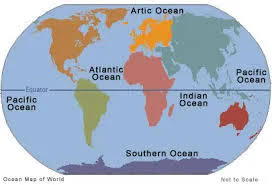 Artic Ocean
Atlantic
Ocean
Pacific
Ocean
Equator
Pacific
Ocean
Indian
Ocean
Southern Ocean
Ocean Map of World
Not to Scale